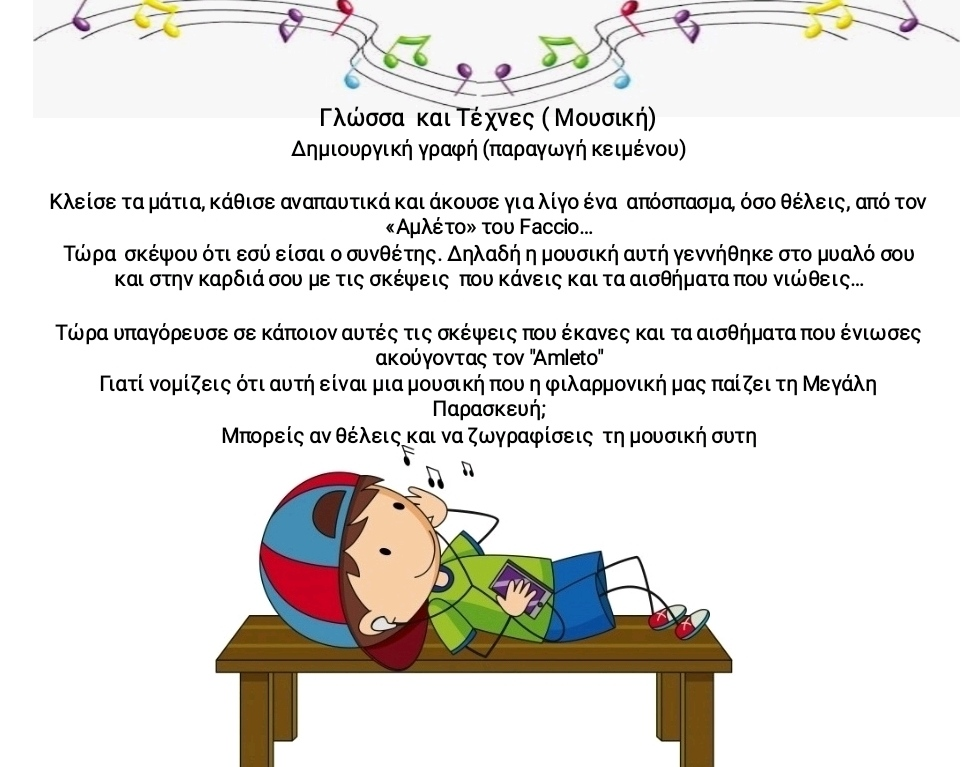 Γλώσσα και Τέχνες ( Μουσική)
Δημιουργική γραφή (παραγωγή κειμένου)
Κλείσε τα μάτια, κάθισε αναπαυτικά και άκουσε για λίγο ένα απόσπασμα, όσο θέλεις, από τον
«Αμλέτο» του Faccio...
Τώρα σκέψου ότι εσύ είσαι ο συνθέτης. Δηλαδή η μουσική αυτή γεννήθηκε στο μυαλό σου
και στην καρδιά σου με τις σκέψεις που κάνεις και τα αισθήματα που νιώθεις...
Τώρα υπαγόρευσε σε κάποιον αυτές τις σκέψεις που έκανες και τα αισθήματα που ένιωσες
ακούγοντας τον "Amleto"
Γιατί νομίζεις ότι αυτή είναι μια μουσική που η φιλαρμονική μας παίζει τη Μεγάλη
Παρασκευή;
Μπορείς αν θέλεις και να ζωγραφίσεις τη μουσική συτη